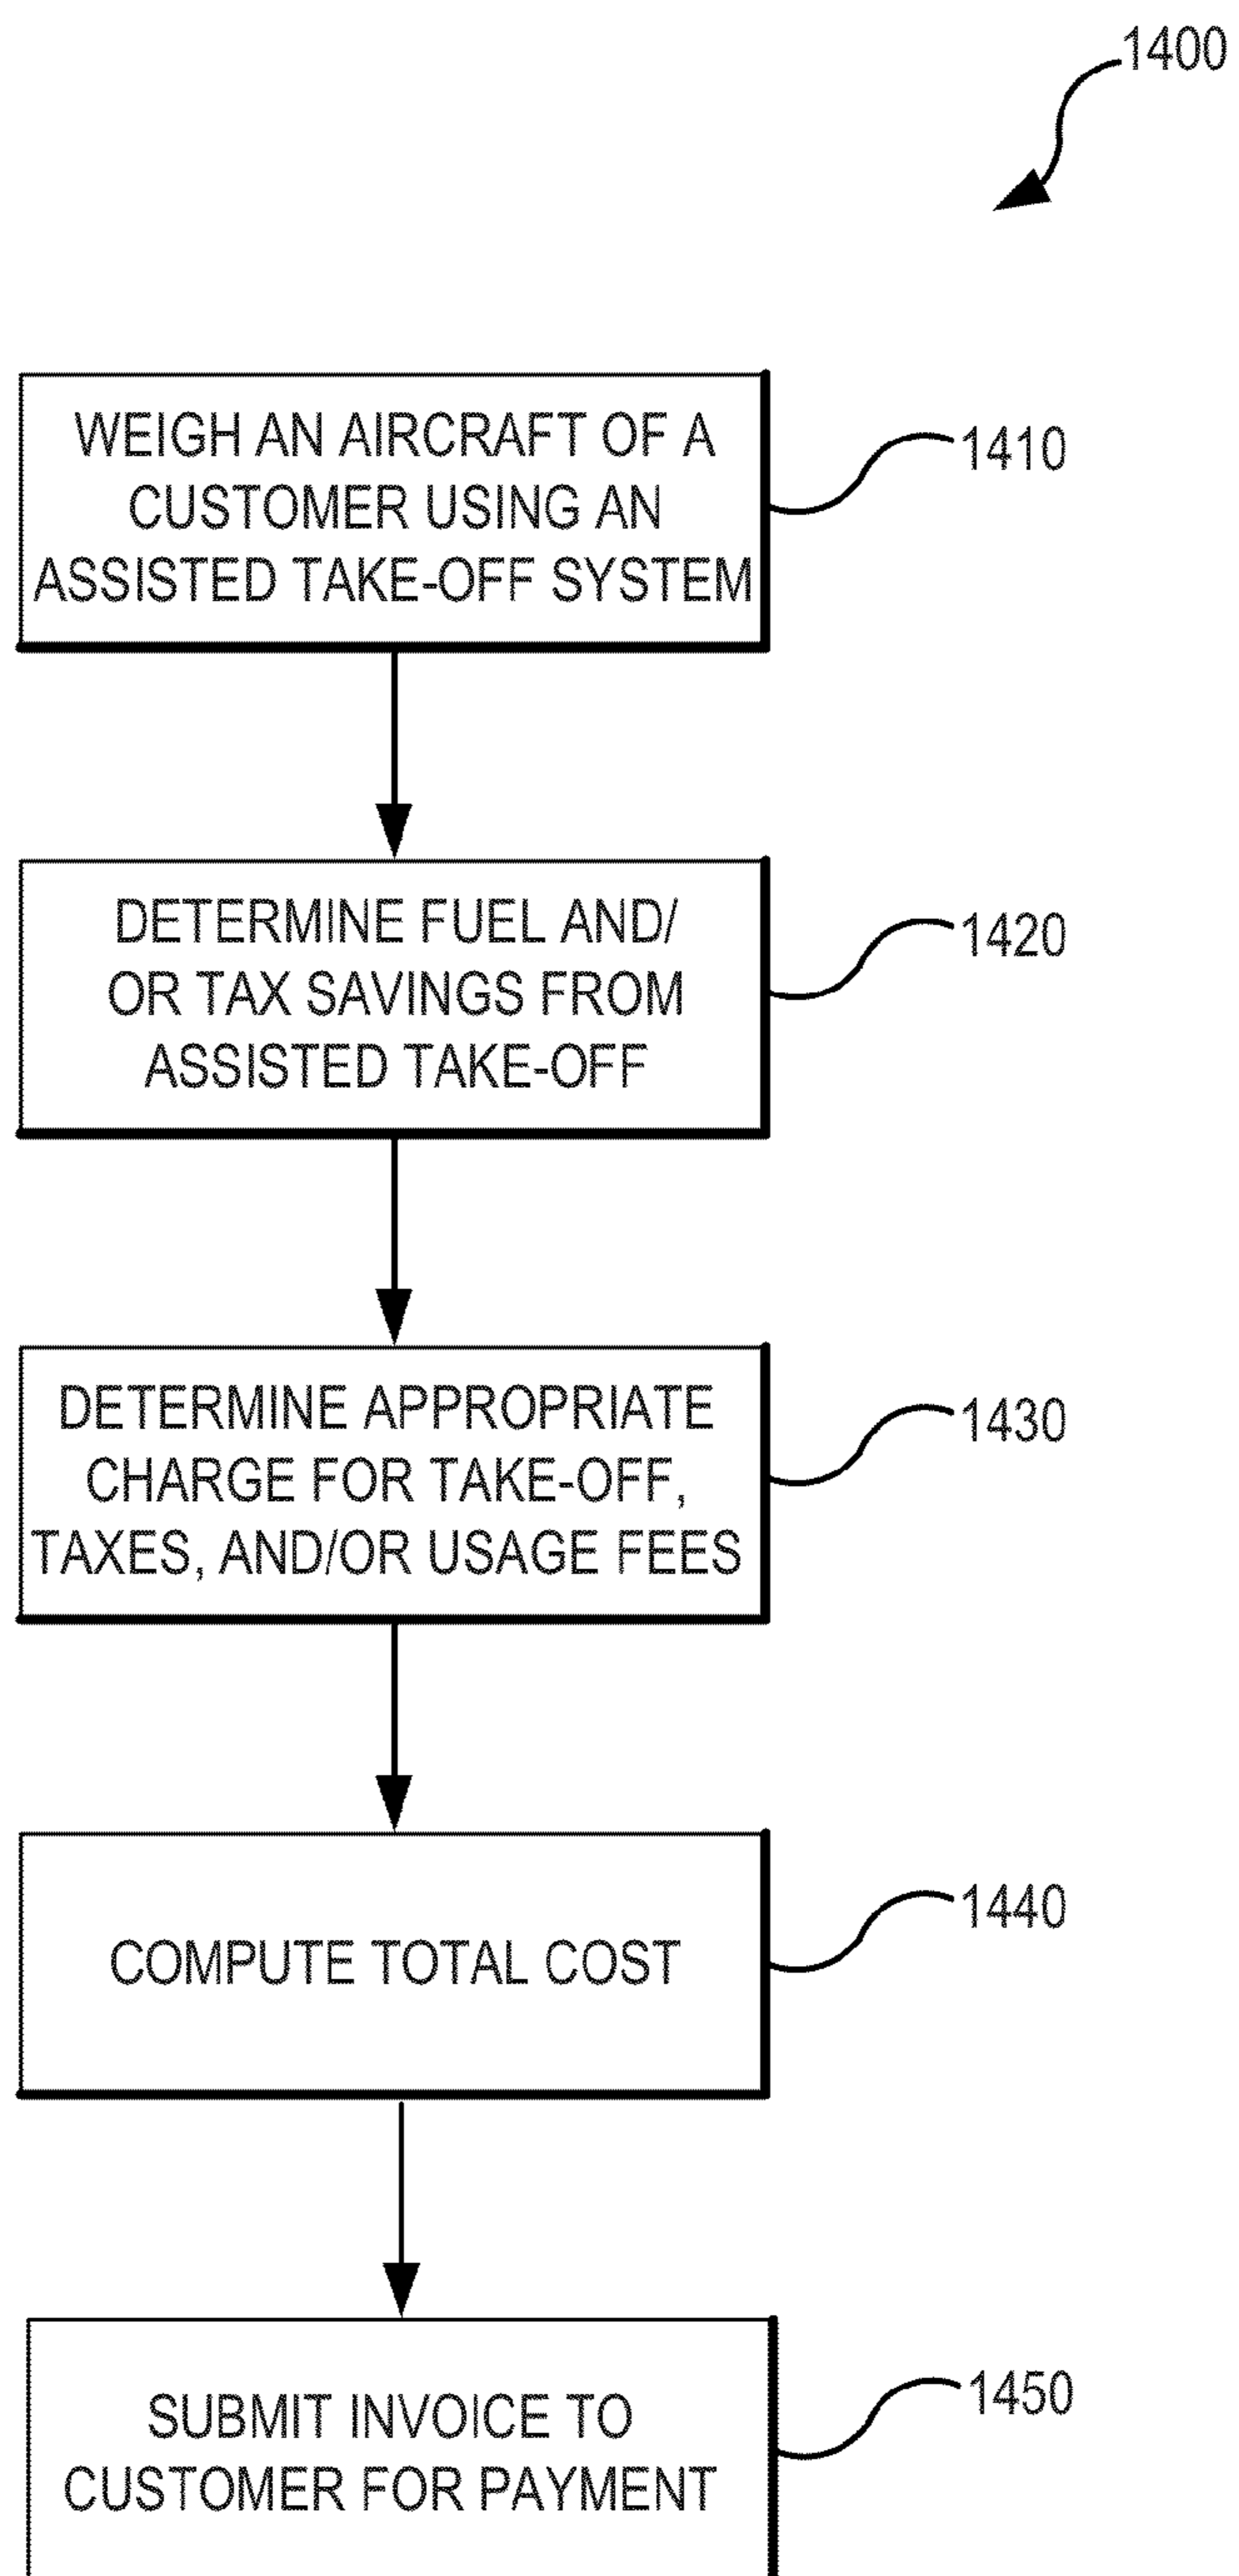 1400
WEIGH AN AIRCRAFT OF A
CUSTOMER USING AN
ASSISTED TAKE-OFF SYSTEM
1410
DETERMINE FUEL AND/
OR TAX SAVINGS FROM
ASSISTED TAKE-OFF
1420
DETERMINE APPROPRIATE
CHARGE FOR TAKE-OFF,
TAXES, AND/OR USAGE FEES
1430
COMPUTE TOTAL COST
1440
SUBMIT INVOICE TO
CUSTOMER FOR PAYMENT
1450